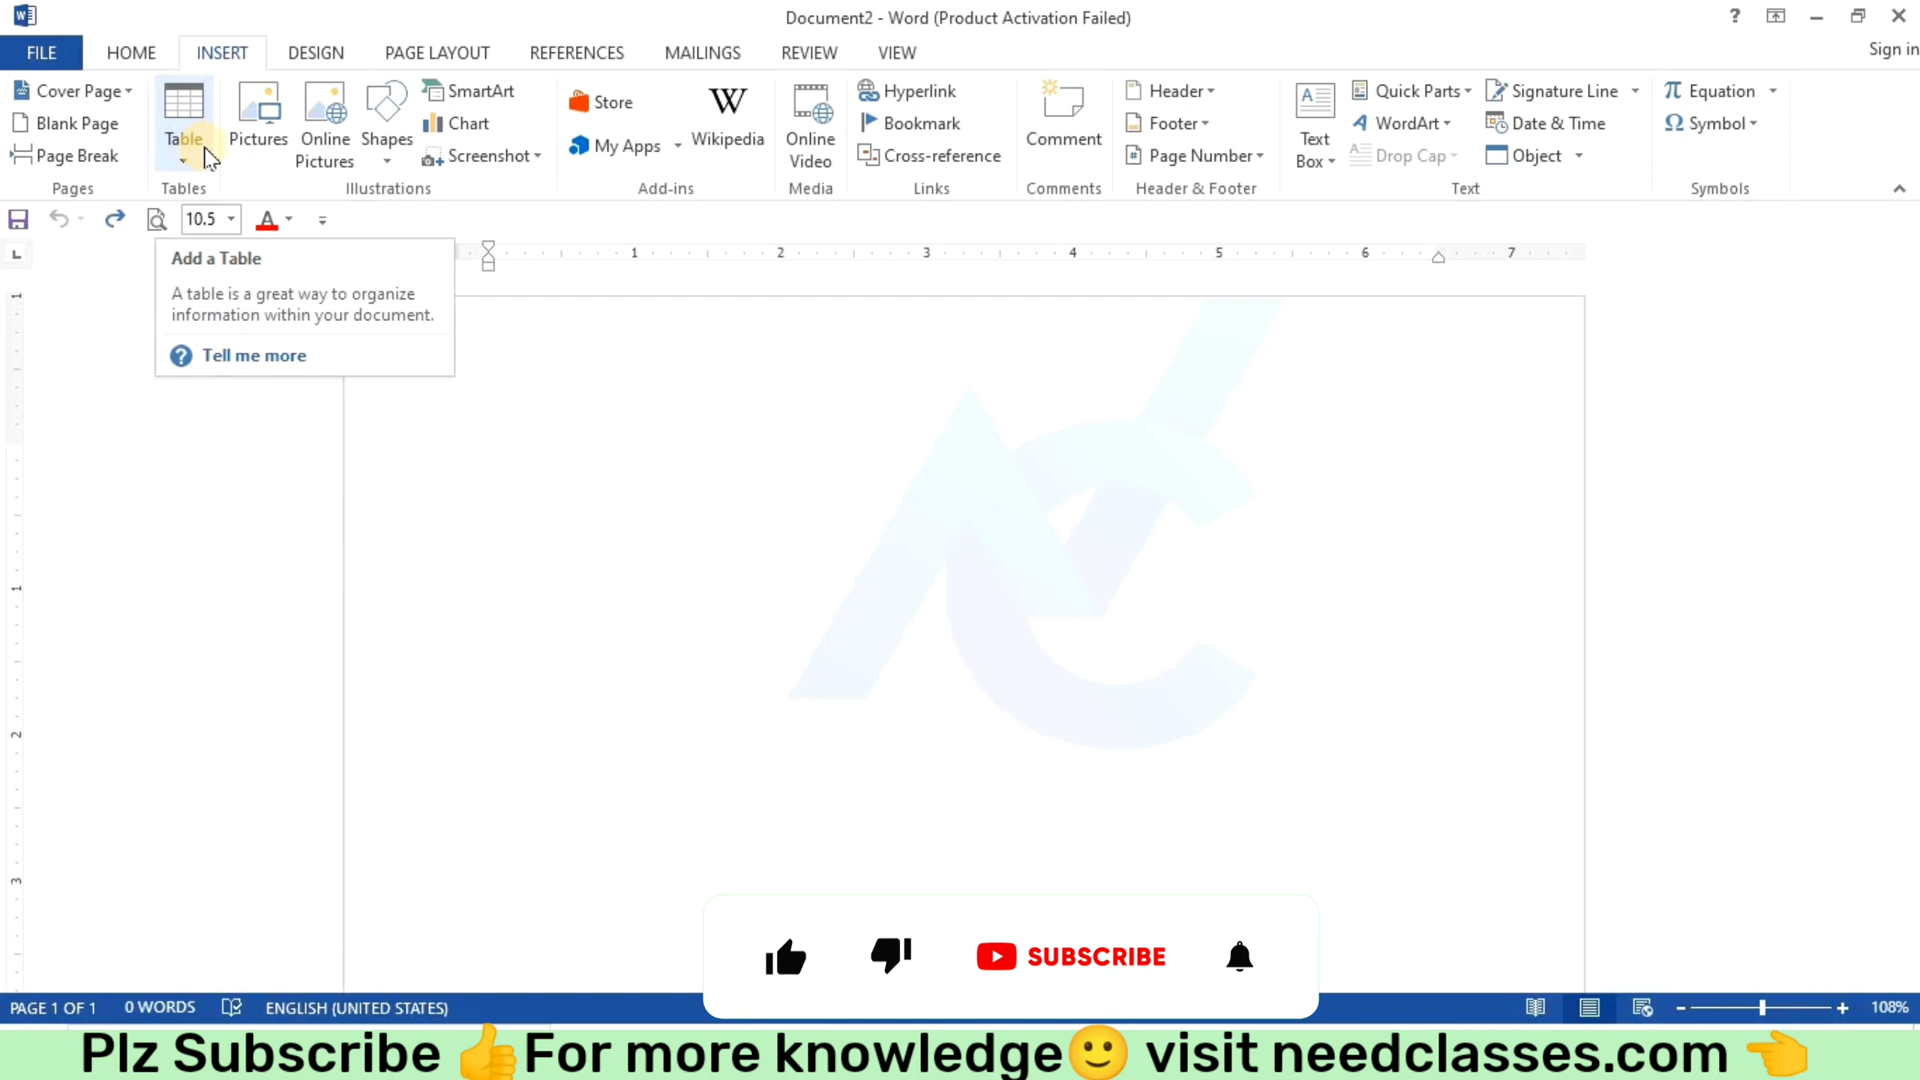 Document2 - Word (Product Activation Failed)
Sign in
FILE HOME INSERT DESIGN PAGE LAYOUT REFERENCES MAILINGS REVIEW VIEW
Cover Page
Blank Page
Page Break
Pages
Table
Tables
Pictures
Online Pictures
Shapes
SmartArt
Chart
Screenshot
Illustrations
Store
My Apps
Wikipedia
Add-ins
Online Video
Media
Hyperlink
Bookmark
Cross-reference
Links
Comment
Comments
Header
Footer
Page Number
Header & Footer
Text Box
Quick Parts
WordArt
Drop Cap
Signature Line
Date & Time
Object
Text
Equation
Symbol
Symbols
10.5
Add a Table
A table is a great way to organize
information within your document.
Tell me more
1 2 3 4 5 6 7
1
1
2
3
SUBSCRIBE
PAGE 1 OF 1 0 WORDS ENGLISH (UNITED STATES) 108%
Plz Subscribe 👍For more knowledge🙂 visit needclasses.com 👈